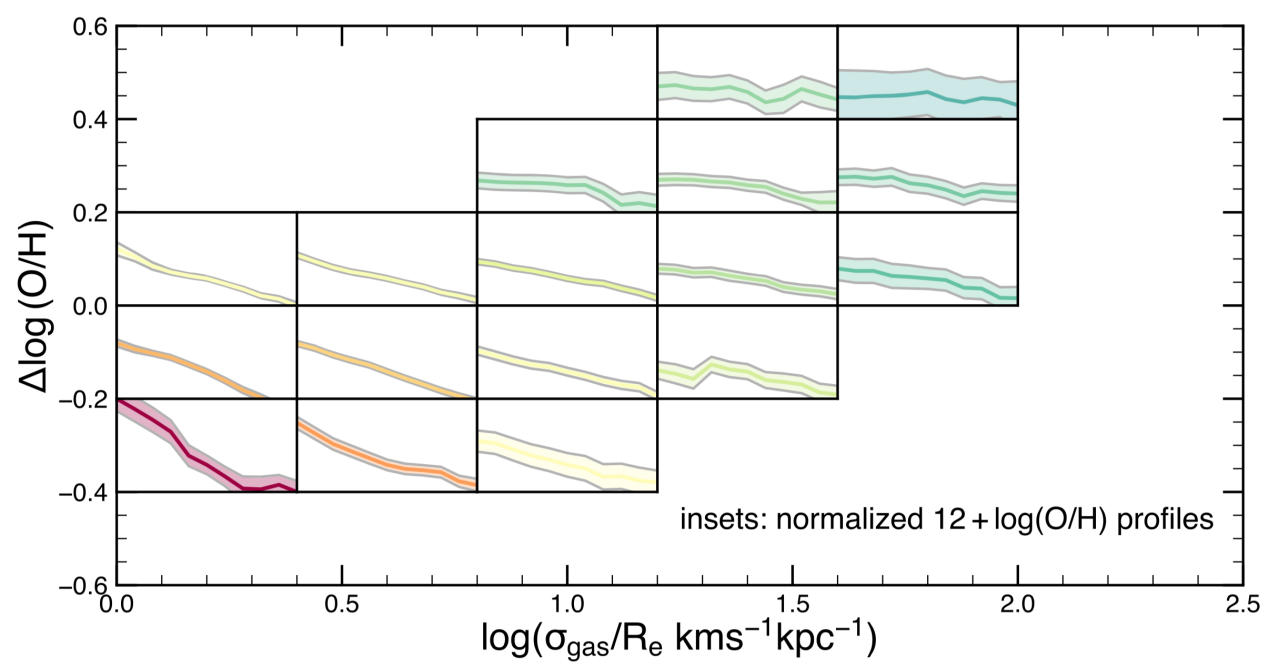 0.6
0.4
0.2
0.0
−0.2
−0.4
−0.6
Δlog (O/H)
insets: normalized 12 + log(O/H) profiles
0.0 0.5 1.0 1.5 2.0 2.5
log(σgas/Re kms⁻¹kpc⁻¹)